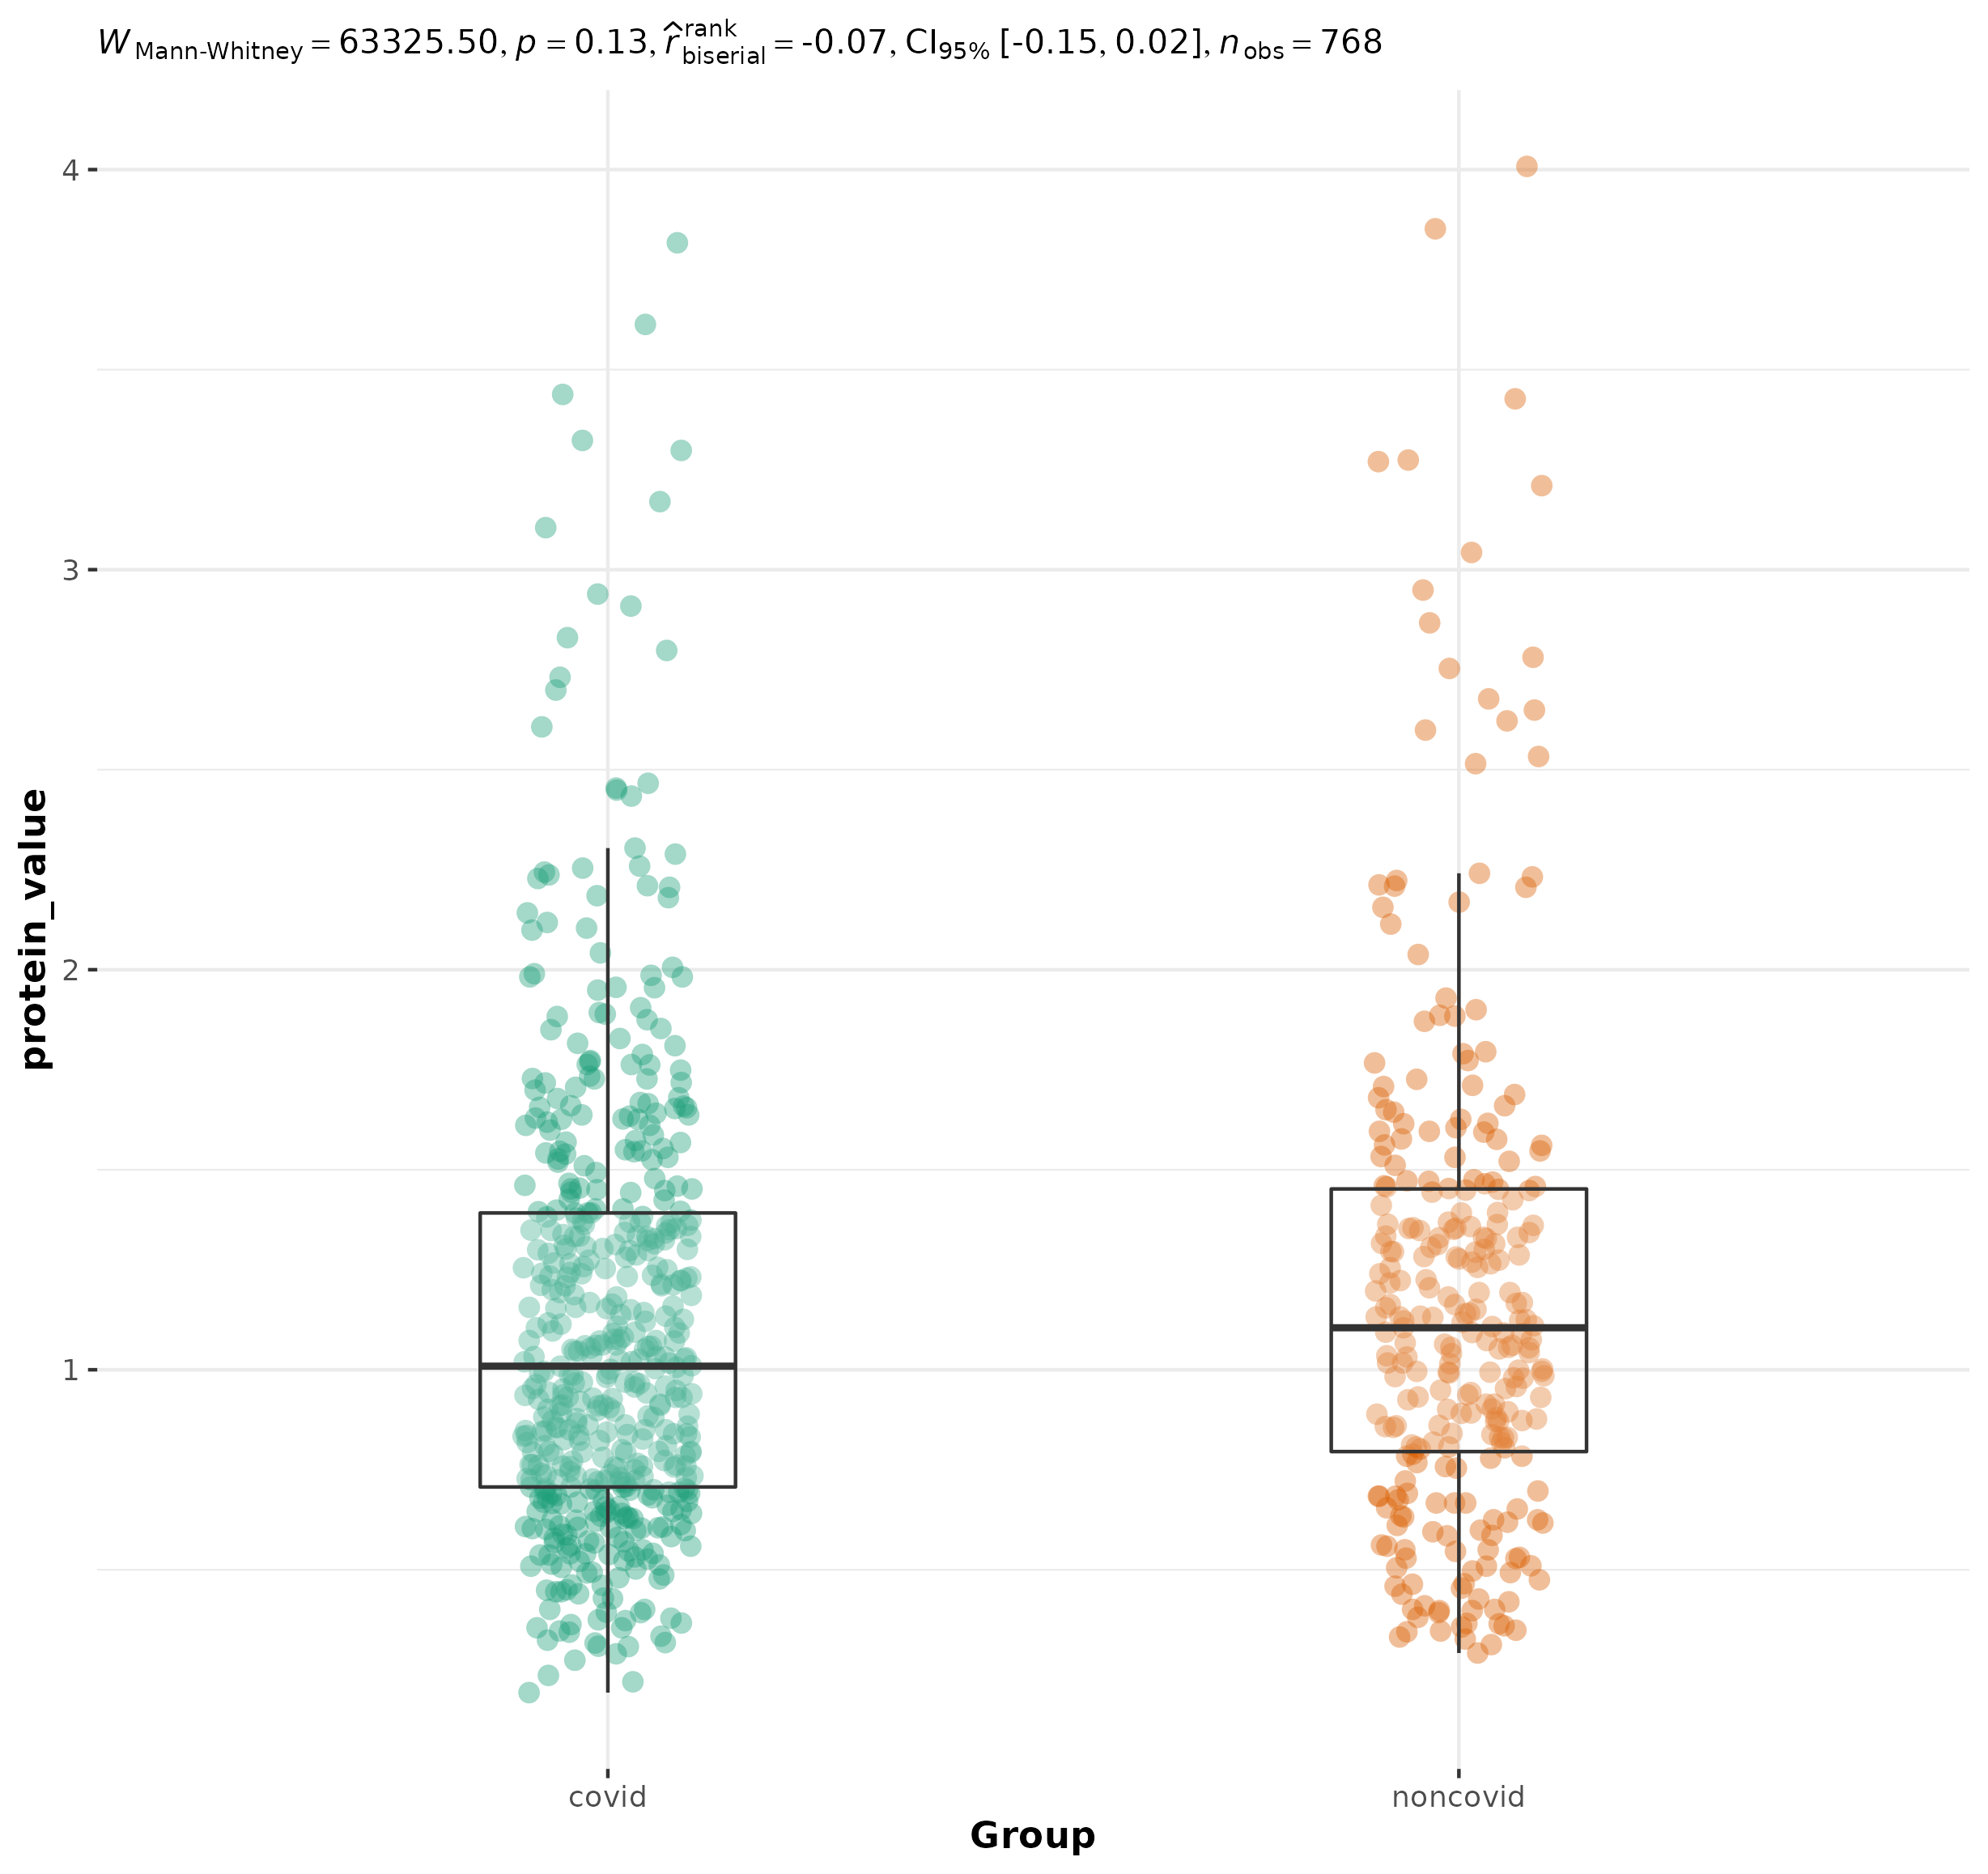 W Mann-Whitney = 63325.50, p = 0.13, r̂ rank biserial = -0.07, CI95% [-0.15, 0.02], n obs = 768
4
3
2
1
protein_value
covid noncovid
Group